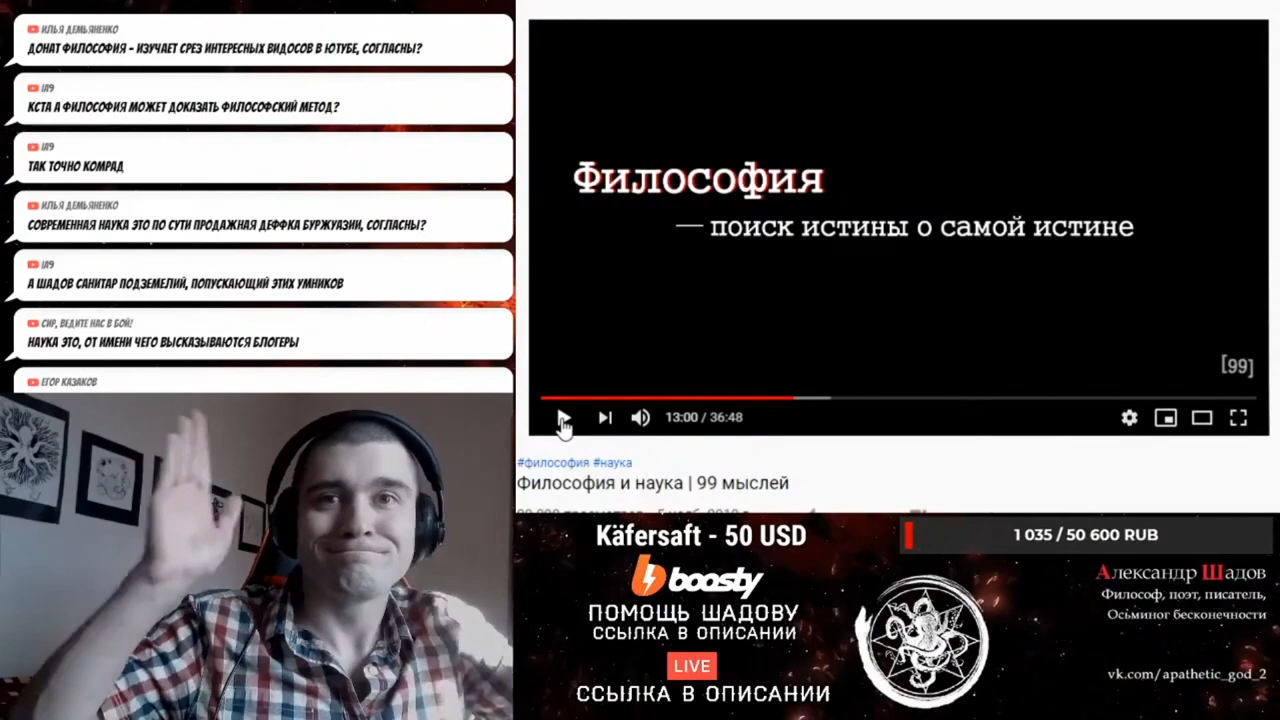 ИЛЬЯ ДЕМЬЯНЕНКО
ДОНАТ ФИЛОСОФИЯ - ИЗУЧАЕТ СРЕЗ ИНТЕРЕСНЫХ ВИДОСОВ В ЮТУБЕ, СОГЛАСНЫ?
IA9
КСТА А ФИЛОСОФИЯ МОЖЕТ ДОКАЗАТЬ ФИЛОСОФСКИЙ МЕТОД?
IA9
ТАК ТОЧНО КОМРАД
ИЛЬЯ ДЕМЬЯНЕНКО
СОВРЕМЕННАЯ НАУКА ЭТО ПО СУТИ ПРОДАЖНАЯ ДЕФФКА БУРЖУАЗИИ, СОГЛАСНЫ?
IA9
А ШАДОВ САНИТАР ПОДЗЕМЕЛИЙ, ПОПУСКАЮЩИЙ ЭТИХ УМНИКОВ
СИР, ВЕДИТЕ НАС В БОЙ!
НАУКА ЭТО, ОТ ИМЕНИ ЧЕГО ВЫСКАЗЫВАЮТСЯ БЛОГЕРЫ
ЕГОР КАЗАКОВ
Философия
— поиск истины о самой истине
[99]
13:00 / 36:48
#философия #наука
Философия и наука | 99 мыслей
Käfersaft - 50 USD
boosty
ПОМОЩЬ ШАДОВУ
ССЫЛКА В ОПИСАНИИ
LIVE
ССЫЛКА В ОПИСАНИИ
1 035 / 50 600 RUB
Александр Шадов
Философ, поэт, писатель,
Осьминог бесконечности
vk.com/apathetic_god_2